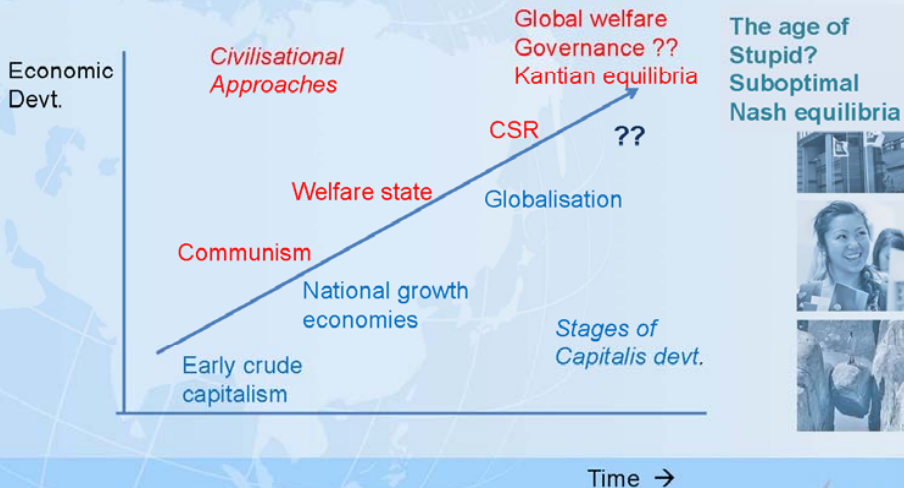 Economic
Devt.
Civilisational
Approaches
Global welfare
Governance ??
Kantian equilibria
The age of
Stupid?
Suboptimal
Nash equilibria
CSR
??
Welfare state
Globalisation
Communism
National growth
economies
Stages of
Capitalis devt.
Early crude
capitalism
Time →